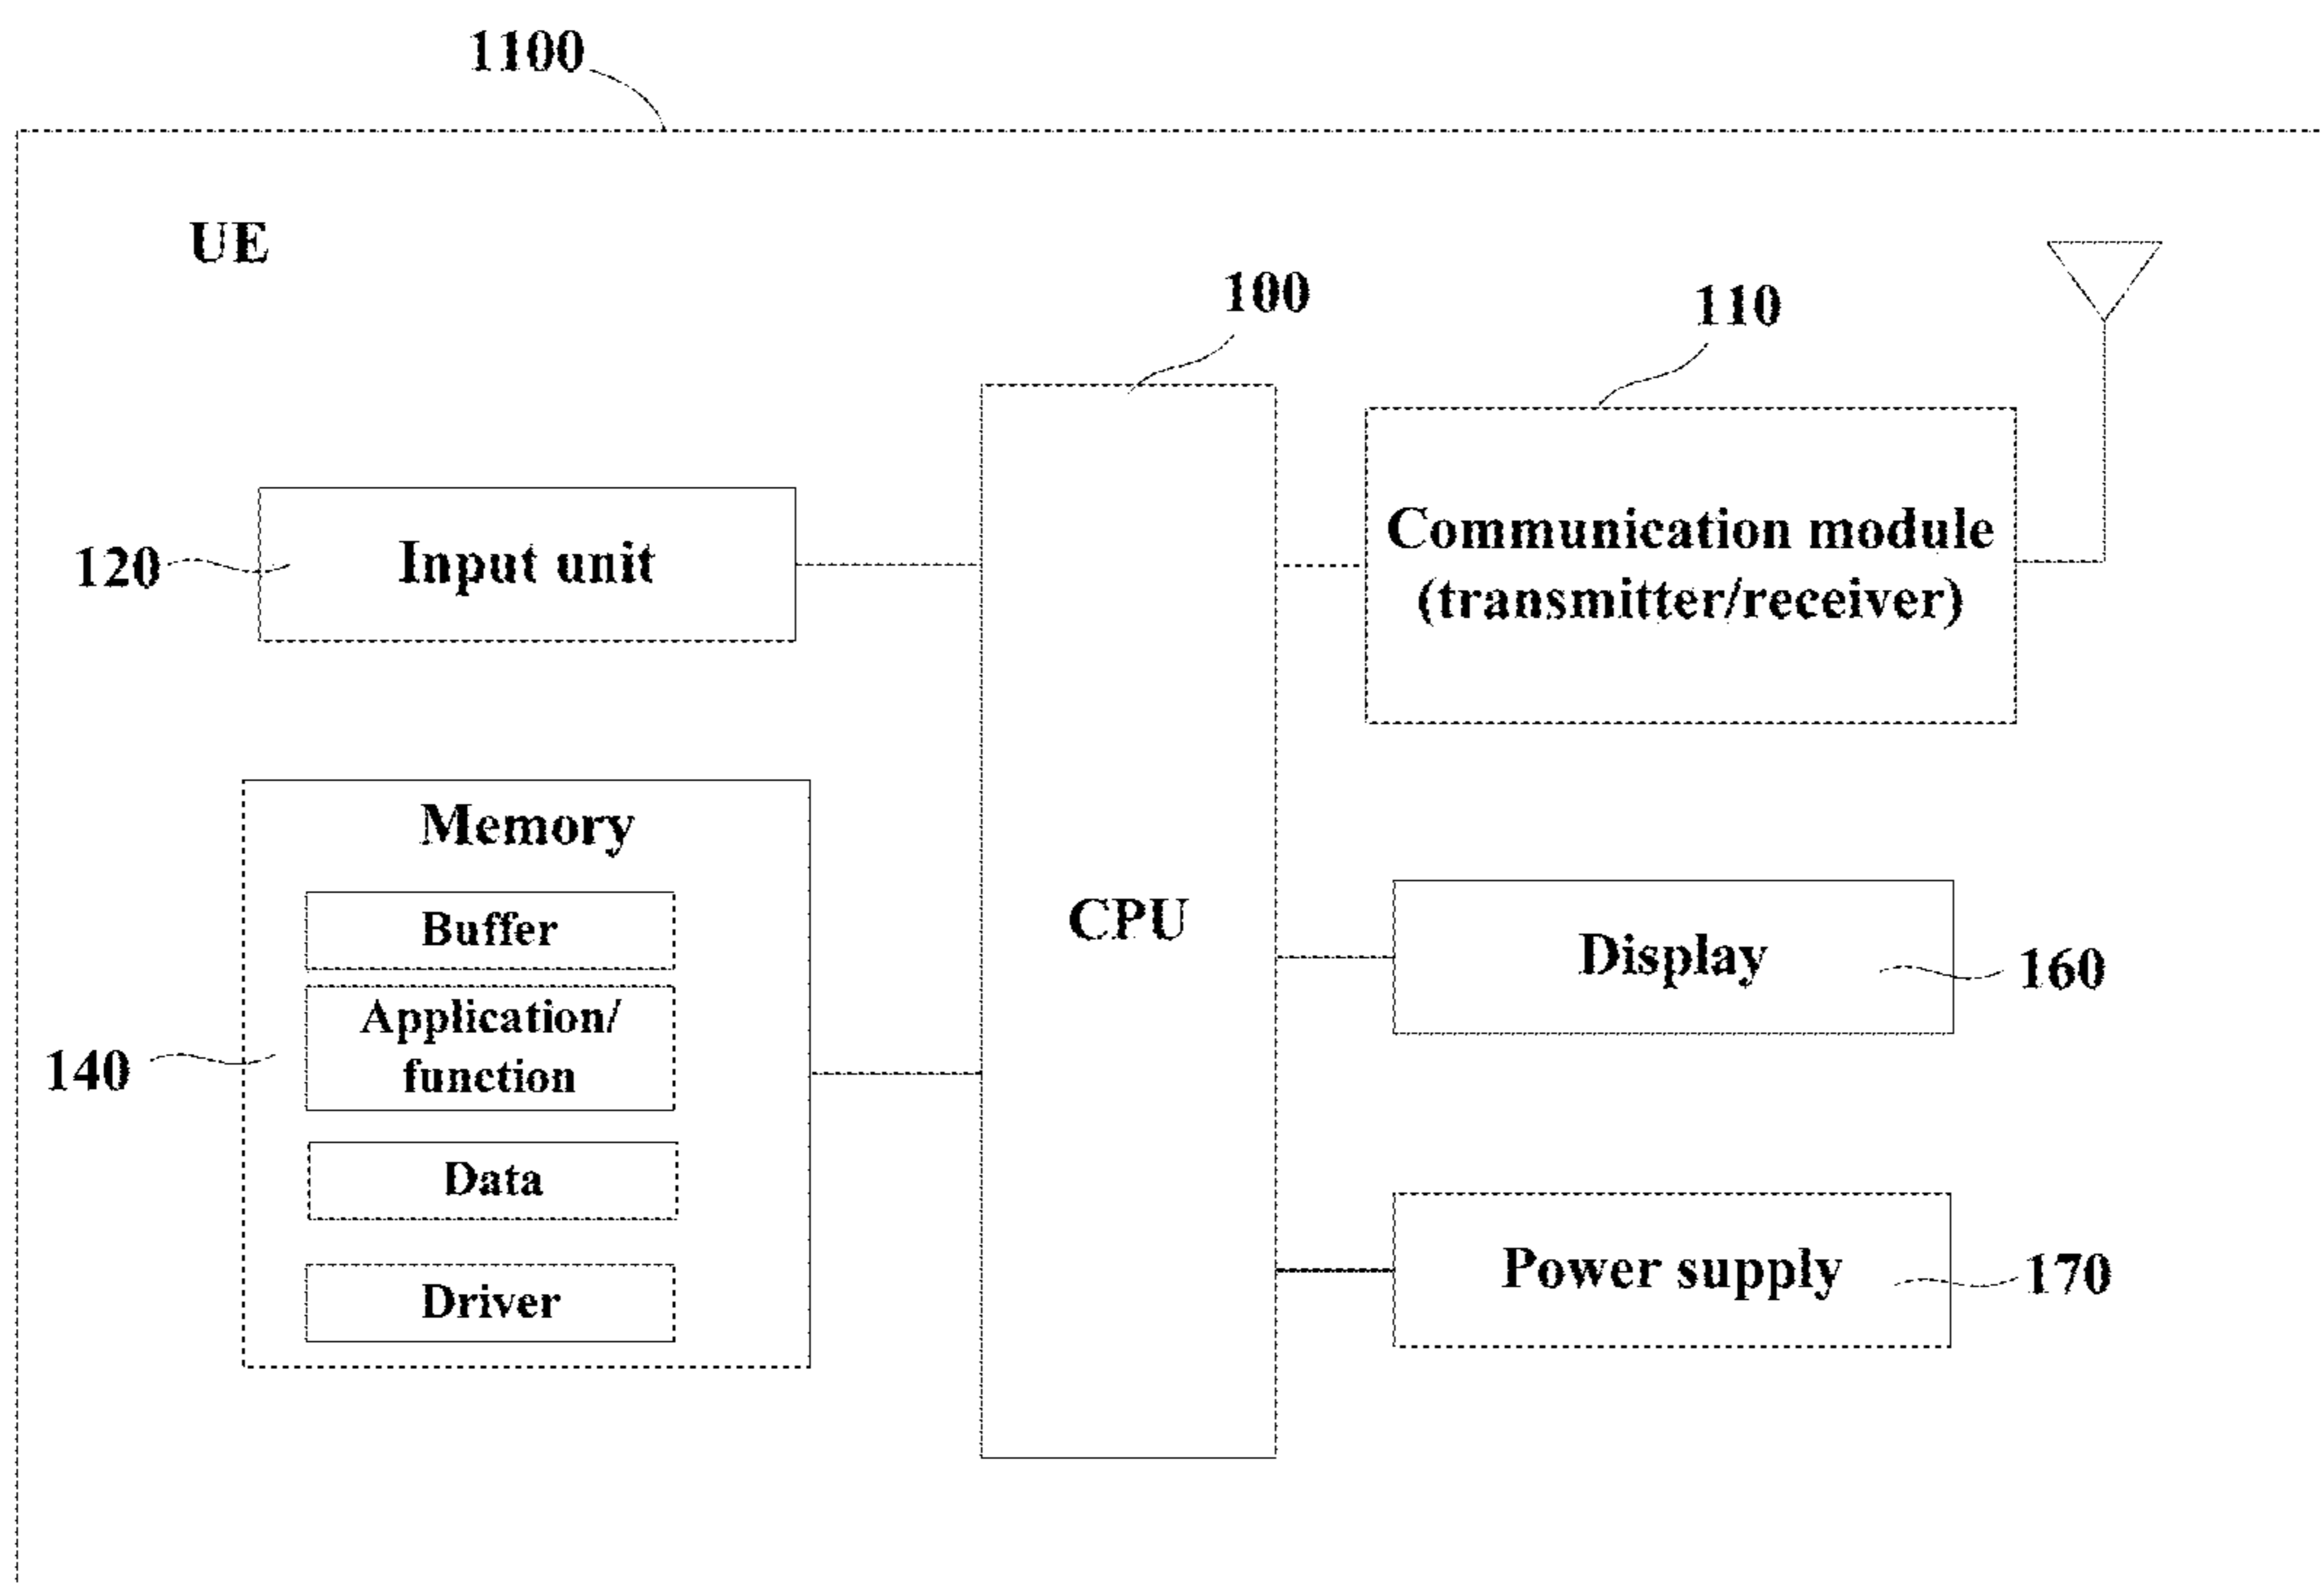 1100
UE
100
110
120
Input unit
Communication module
(transmitter/receiver)
Memory
Buffer
Application/
function
Data
Driver
140
CPU
Display
160
Power supply
170